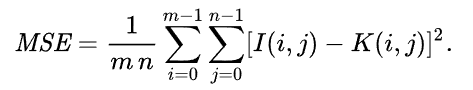 MSE = \frac{1}{m n} \sum_{i=0}^{m-1} \sum_{j=0}^{n-1} [I(i,j) - K(i,j)]^2.